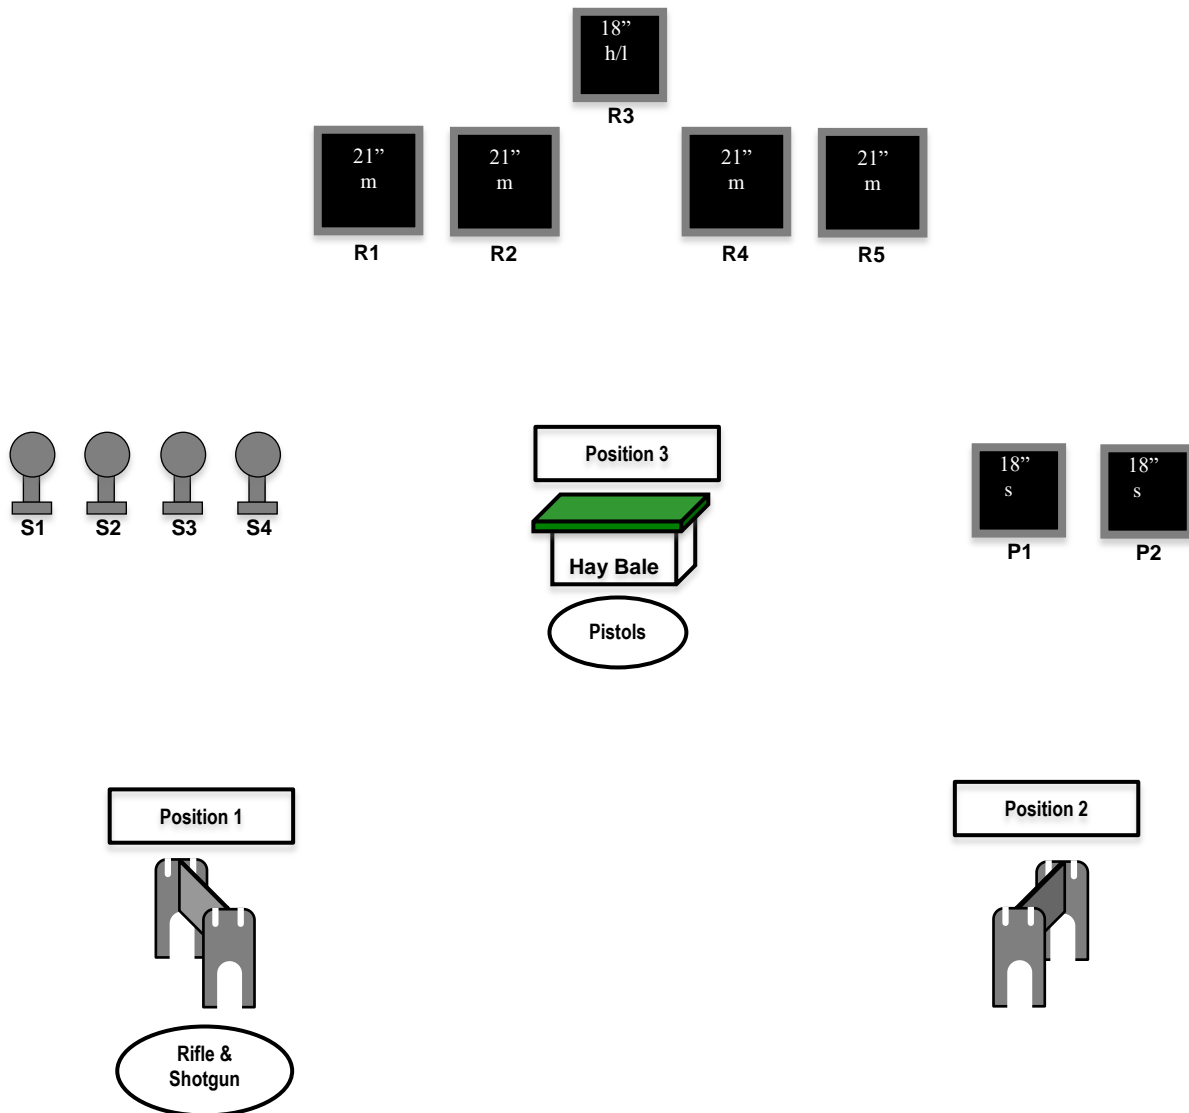 18”
h/l
R3
21”
m
21”
m
21”
m
21”
m
R1
R2
R4
R5
Position 3
18”
s
18”
s
S1
S2
S3
S4
Hay Bale
P1
P2
Pistols
Position 1
Position 2
Rifle &
Shotgun